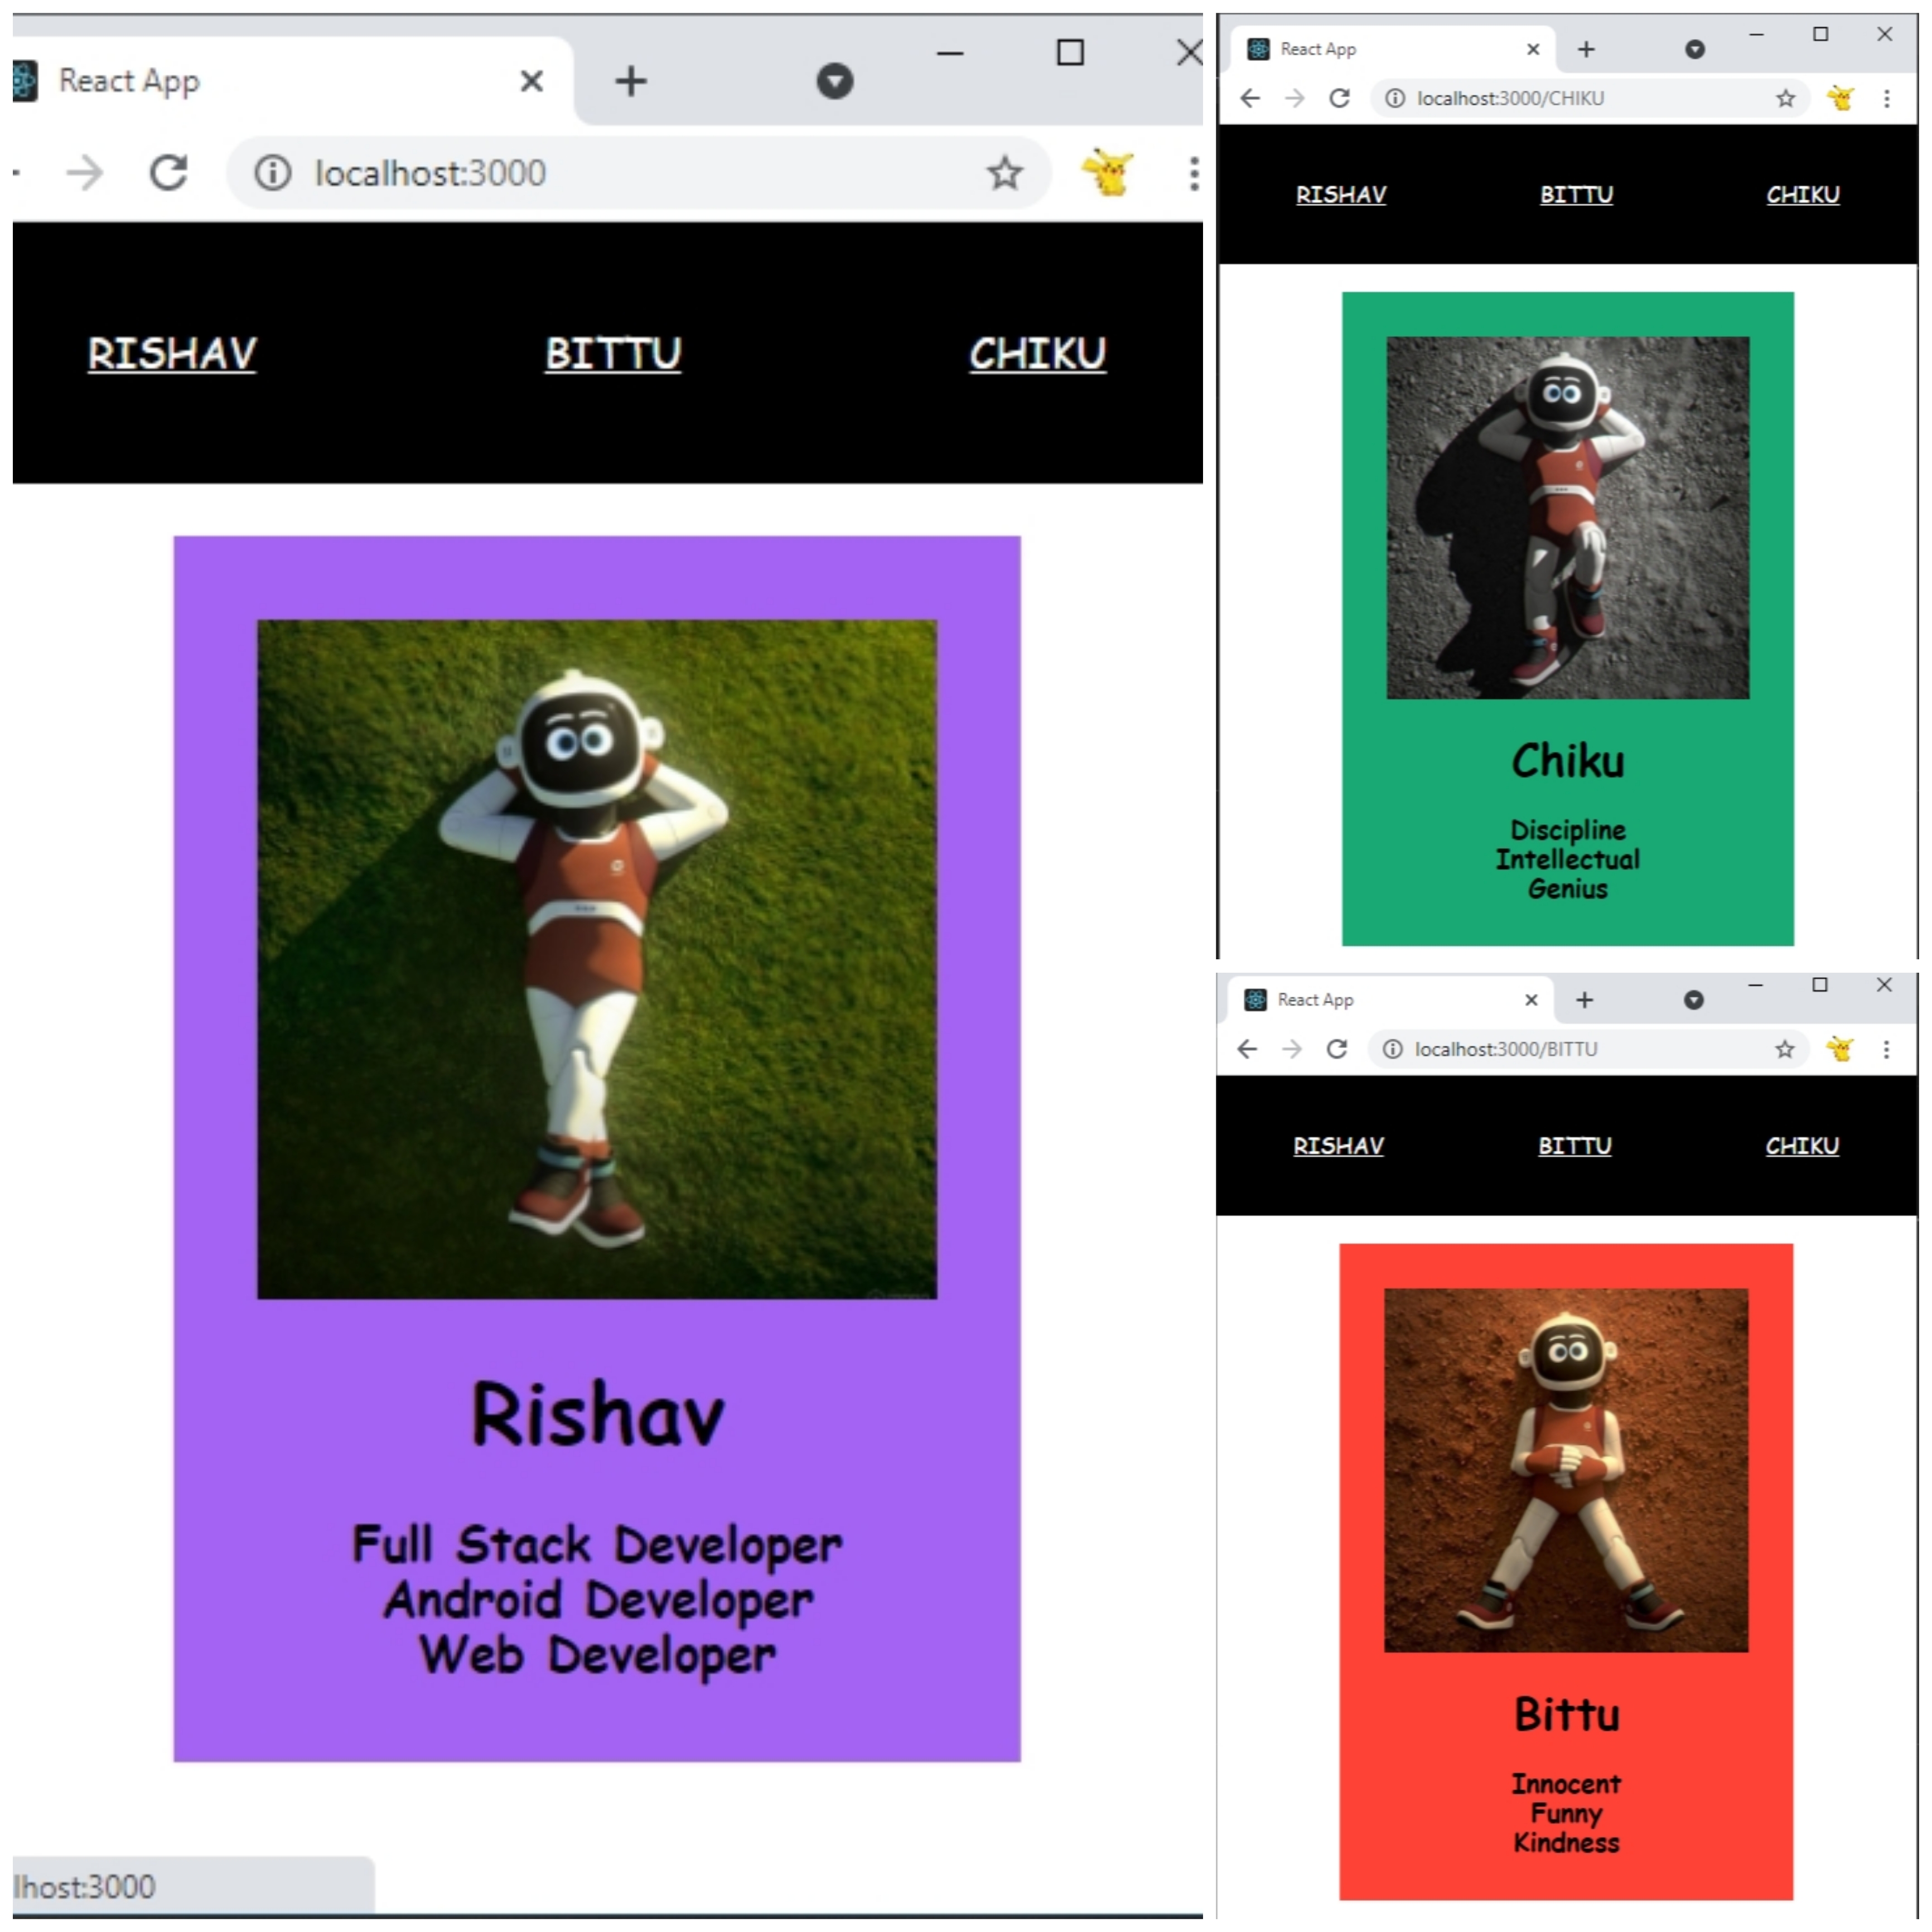 React App
localhost:3000
RISHAV BITTU CHIKU
Rishav
Full Stack Developer
Android Developer
Web Developer
lhost:3000
React App
localhost:3000/CHIKU
RISHAV BITTU CHIKU
Chiku
Discipline
Intellectual
Genius
React App
localhost:3000/BITTU
RISHAV BITTU CHIKU
Bittu
Innocent
Funny
Kindness